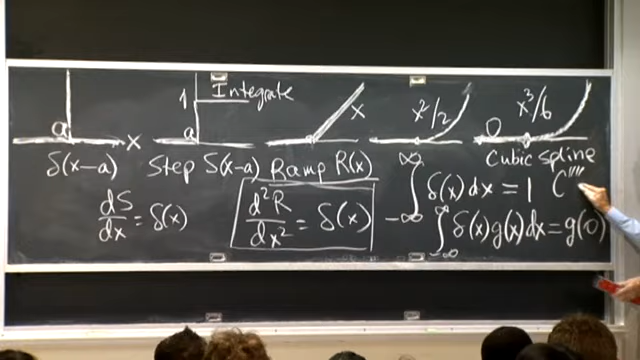 1 Integrate
a a x x x²/2 0 x³/6
δ(x-a) Step S(x-a) Ramp R(x) Cubic spline
dS/dx = δ(x)
d²R/dx² = δ(x)
∫_{-∞}^{∞} δ(x)dx = 1 C''''
∫_{-∞}^{∞} δ(x)g(x)dx = g(0)